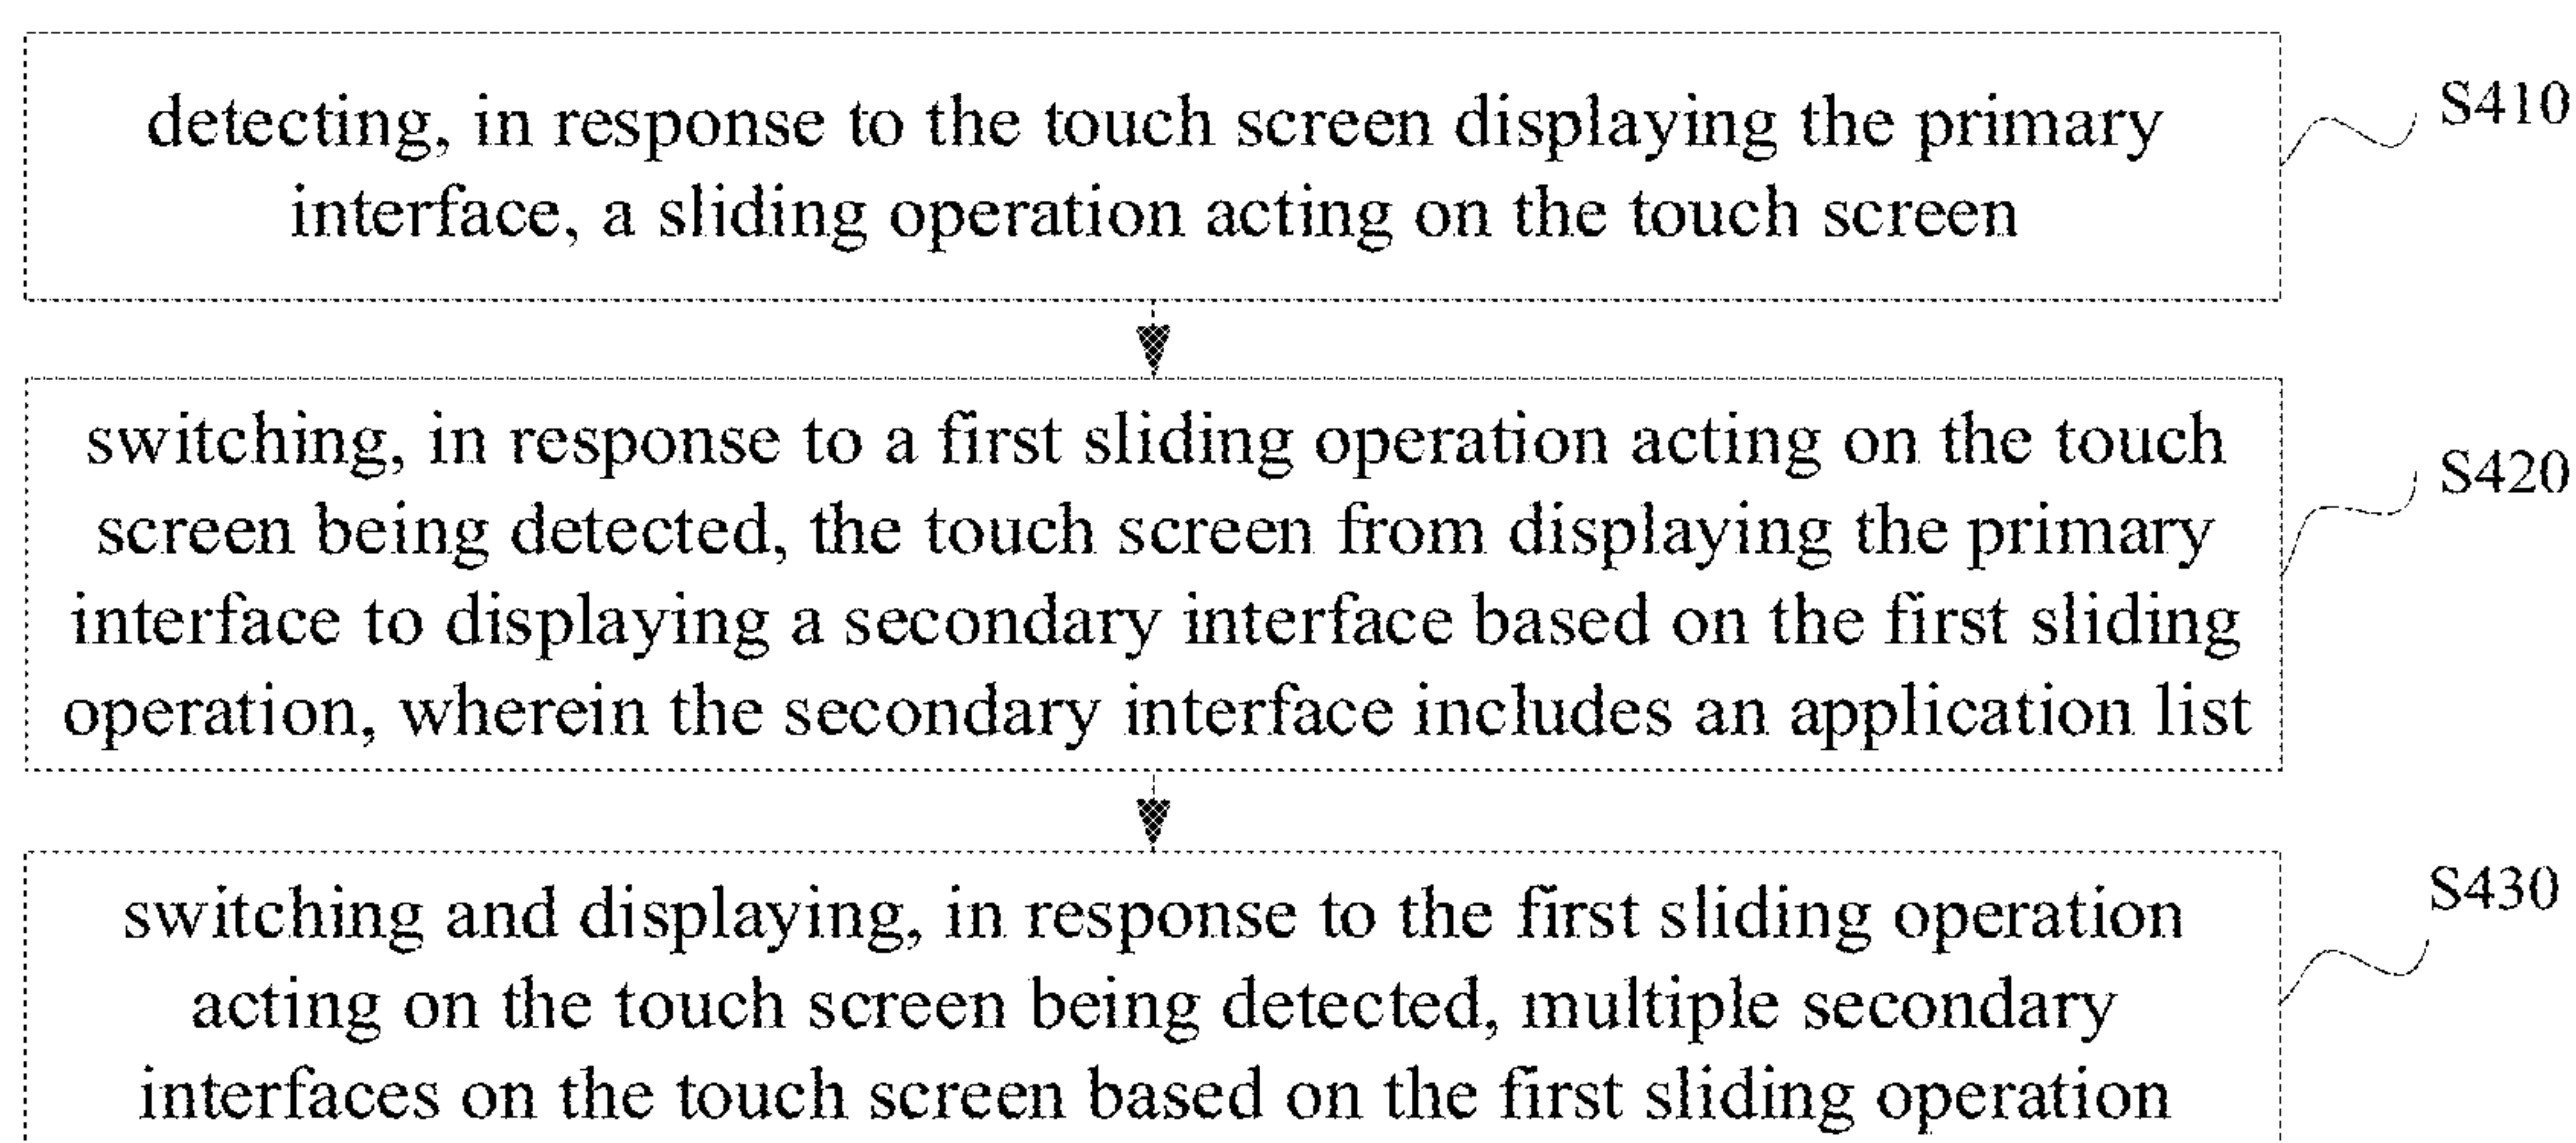 detecting, in response to the touch screen displaying the primary
interface, a sliding operation acting on the touch screen
S410
switching, in response to a first sliding operation acting on the touch
screen being detected, the touch screen from displaying the primary
interface to displaying a secondary interface based on the first sliding
operation, wherein the secondary interface includes an application list
S420
switching and displaying, in response to the first sliding operation
acting on the touch screen being detected, multiple secondary
interfaces on the touch screen based on the first sliding operation
S430